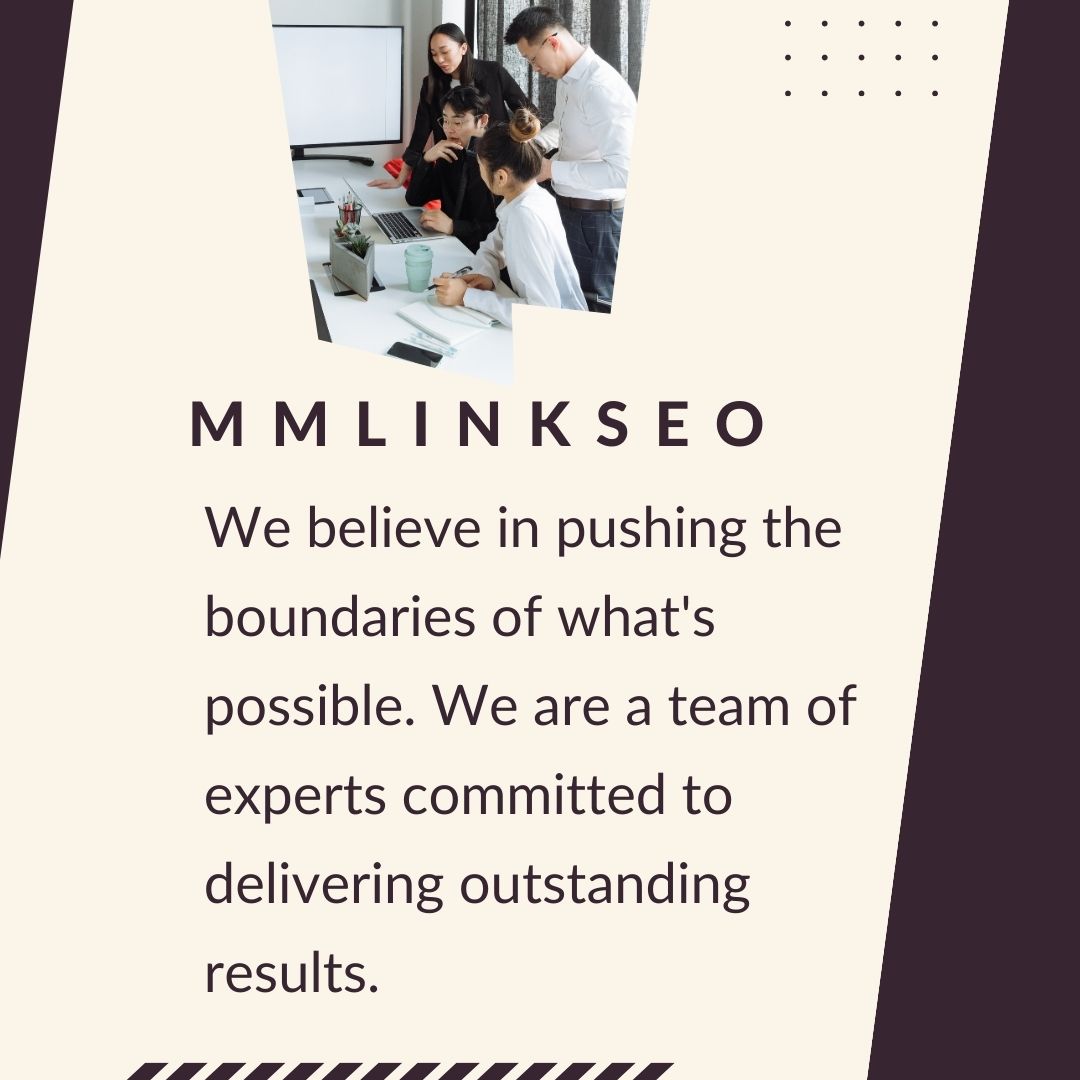 MMLINKSEO
We believe in pushing the
boundaries of what's
possible. We are a team of
experts committed to
delivering outstanding
results.